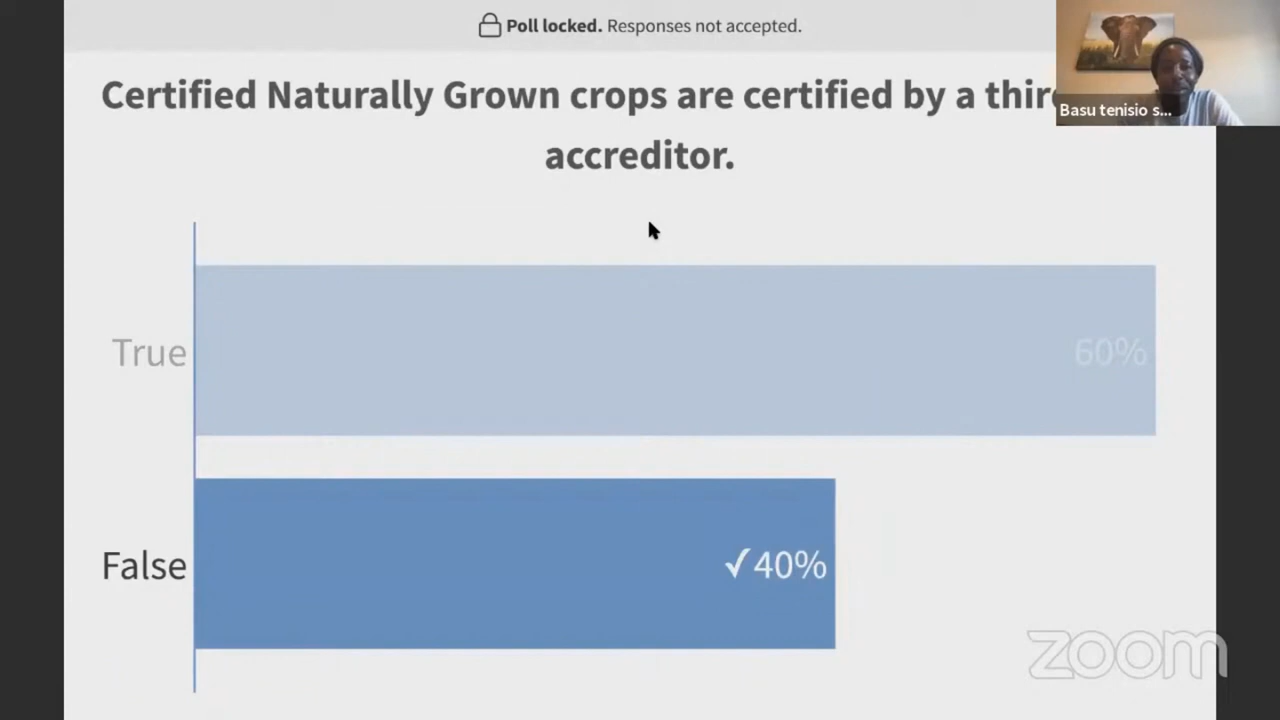 Poll locked. Responses not accepted.
Certified Naturally Grown crops are certified by a
accreditor.
Basu tenisio s...
True
60%
False
✓40%
zoom